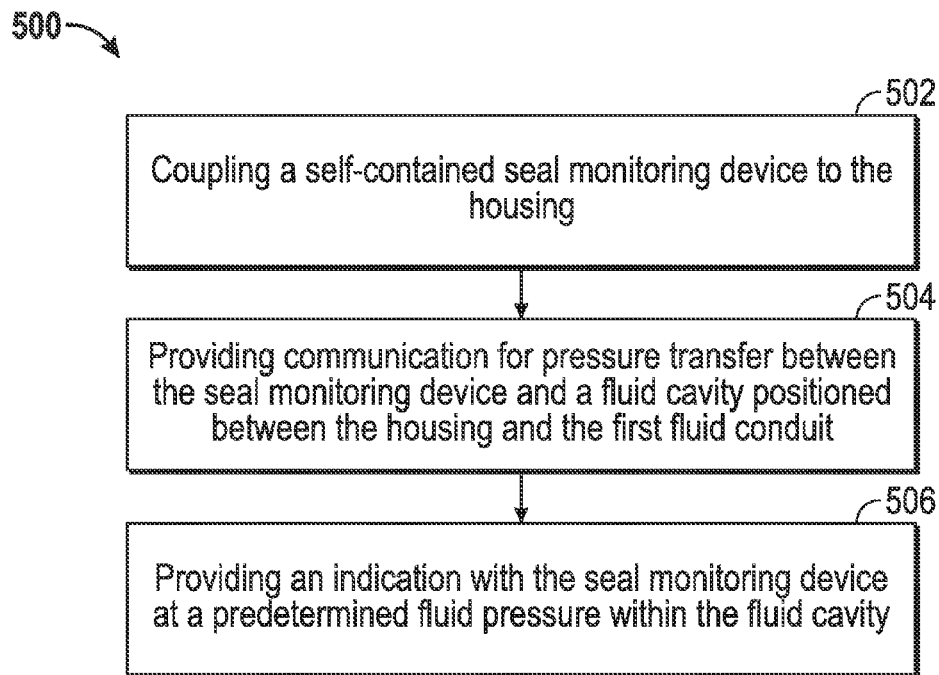 500
502
Coupling a self-contained seal monitoring device to the
housing
504
Providing communication for pressure transfer between
the seal monitoring device and a fluid cavity positioned
between the housing and the first fluid conduit
506
Providing an indication with the seal monitoring device
at a predetermined fluid pressure within the fluid cavity